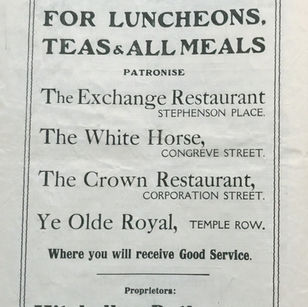 FOR LUNCHEONS,
TEAS & ALL MEALS
PATRONISE
The Exchange Restaurant
STEPHENSON PLACE.
The White Horse,
CONGREVE STREET.
The Crown Restaurant,
CORPORATION STREET.
Ye Olde Royal, TEMPLE ROW.
Where you will receive Good Service.
Proprietors: